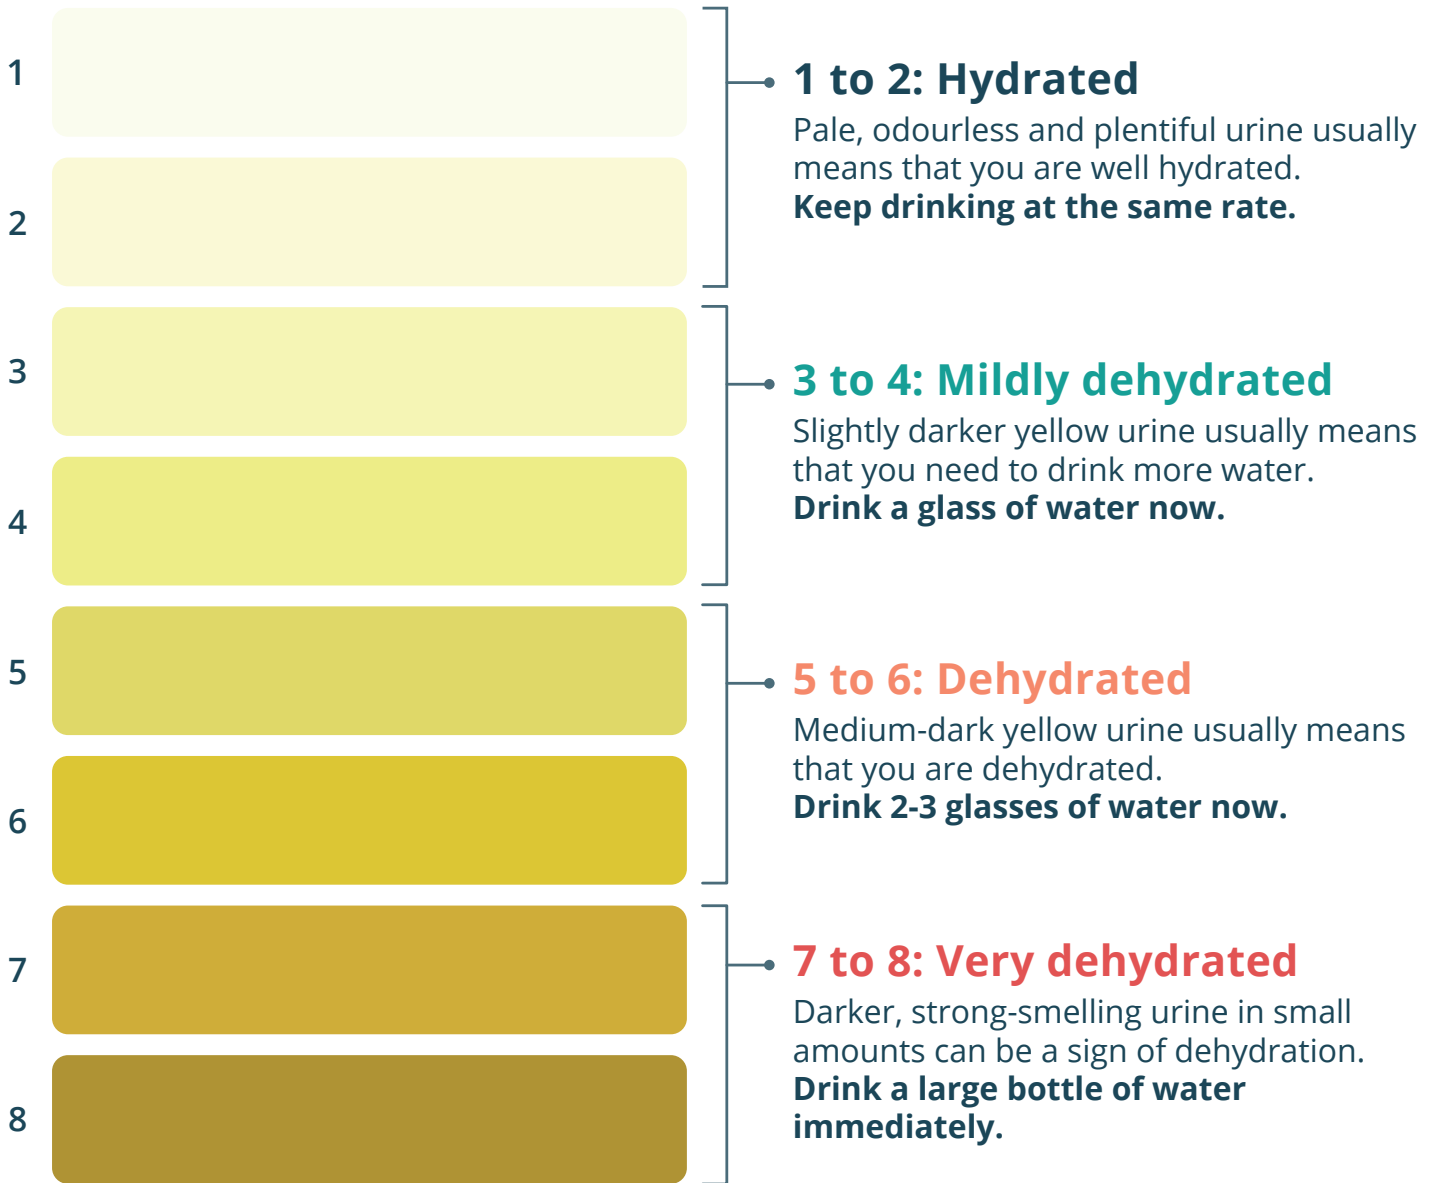 1
1 to 2: Hydrated
Pale, odourless and plentiful urine usually
means that you are well hydrated.
Keep drinking at the same rate.
2
3
3 to 4: Mildly dehydrated
Slightly darker yellow urine usually means
that you need to drink more water.
Drink a glass of water now.
4
5
5 to 6: Dehydrated
Medium-dark yellow urine usually means
that you are dehydrated.
Drink 2-3 glasses of water now.
6
7
7 to 8: Very dehydrated
Darker, strong-smelling urine in small
amounts can be a sign of dehydration.
Drink a large bottle of water
immediately.
8